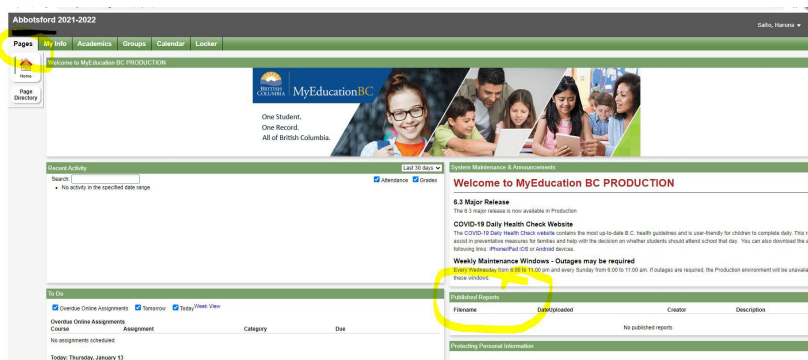 Abbotsford 2021-2022
Saito, Haruna
Pages My Info Academics Groups Calendar Locker
Home
Page
Directory
Welcome to MyEducation BC PRODUCTION
BRITISH
COLUMBIA
MyEducationBC
One Student.
One Record.
All of British Columbia.
Recent Activity Last 30 days
Search Attendance Grades
No activity in the specified date range
System Maintenance & Announcements
Welcome to MyEducation BC PRODUCTION
6.3 Major Release
The 6.3 major release is now available in Production
COVID-19 Daily Health Check Website
The COVID-19 Daily Health Check website contains the most up-to-date B.C. health guidelines and is user-friendly for children to complete daily. This
assist in preventative measures for families and help with the decision on whether students should attend school that day. You can also download the
following links: iPhone/iPad iOS or Android devices.
Weekly Maintenance Windows - Outages may be required
Every Wednesday from 6:00 to 11:00 pm and every Sunday from 6:00 to 11:00 am. If outages are required, the Production environment will be
these windows.
To Do
Overdue Online Assignments Tomorrow Today Week View
Overdue Online Assignments
Course Assignment Category Due
No assignments scheduled.
Today: Thursday, January 13
Published Reports
Filename DateUploaded Creator Description
No published reports
Protecting Personal Information